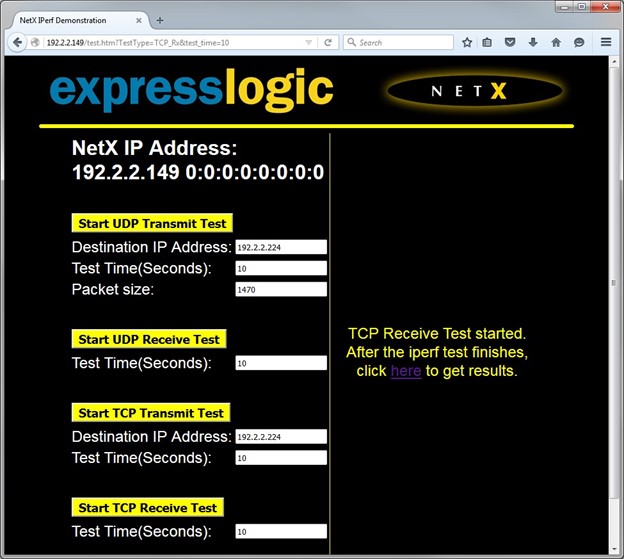 NetX IPerf Demonstration
192.2.2.149/test.htm?TestType=TCP_Rx&test_time=10
Search
expresslogic
NETX
NetX IP Address:
192.2.2.149 0:0:0:0:0:0:0:0
Start UDP Transmit Test
Destination IP Address: 192.2.2.224
Test Time(Seconds): 10
Packet size: 1470
Start UDP Receive Test
Test Time(Seconds): 10
Start TCP Transmit Test
Destination IP Address: 192.2.2.224
Test Time(Seconds): 10
Start TCP Receive Test
Test Time(Seconds): 10
TCP Receive Test started.
After the iperf test finishes,
click here to get results.